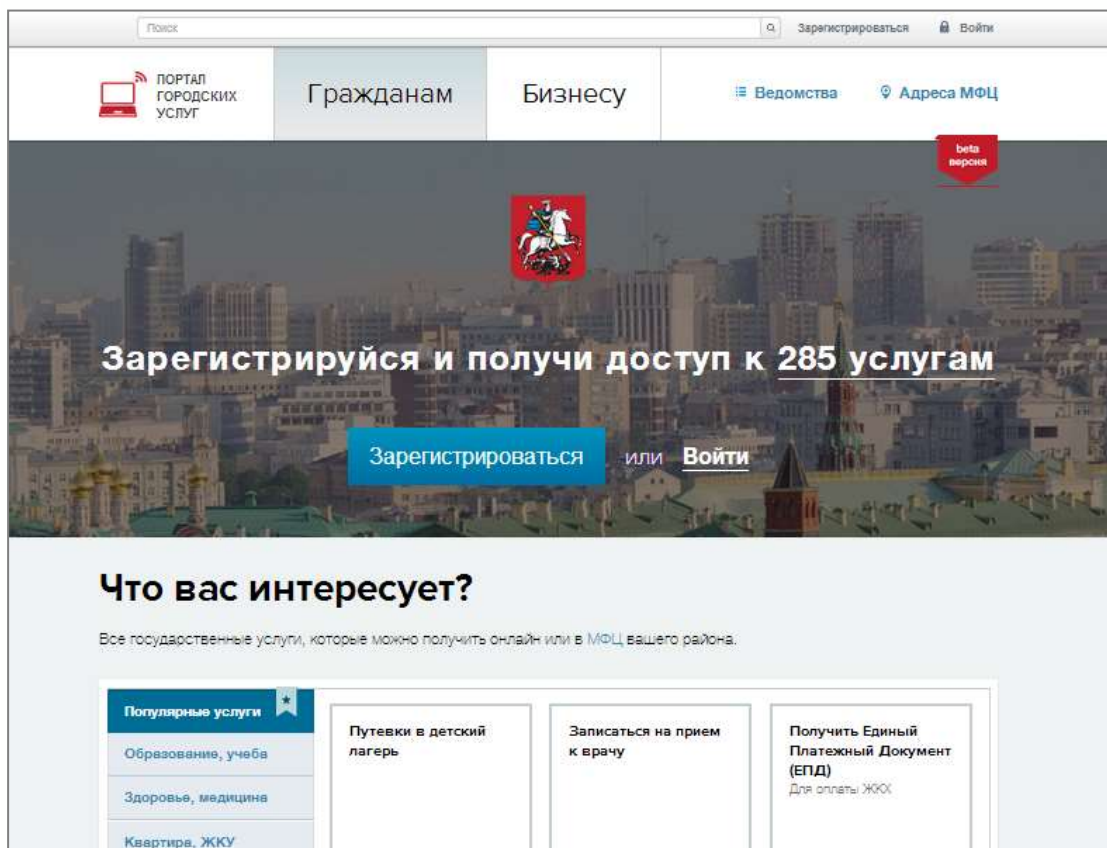 Поиск
Зарегистрироваться
Войти
ПОРТАЛ
ГОРОДСКИХ
УСЛУГ
Гражданам
Бизнесу
Ведомства
Адреса МФЦ
beta
версия
Зарегистрируйся и получи доступ к 285 услугам
Зарегистрироваться или Войти
Что вас интересует?
Все государственные услуги, которые можно получить онлайн или в МФЦ вашего района.
Популярные услуги
Образование, учеба
Здоровье, медицина
Квартира, ЖКУ
Путевки в детский
лагерь
Записаться на прием
к врачу
Получить Единый
Платежный Документ
(ЕПД)
Для оплаты ЖКХ